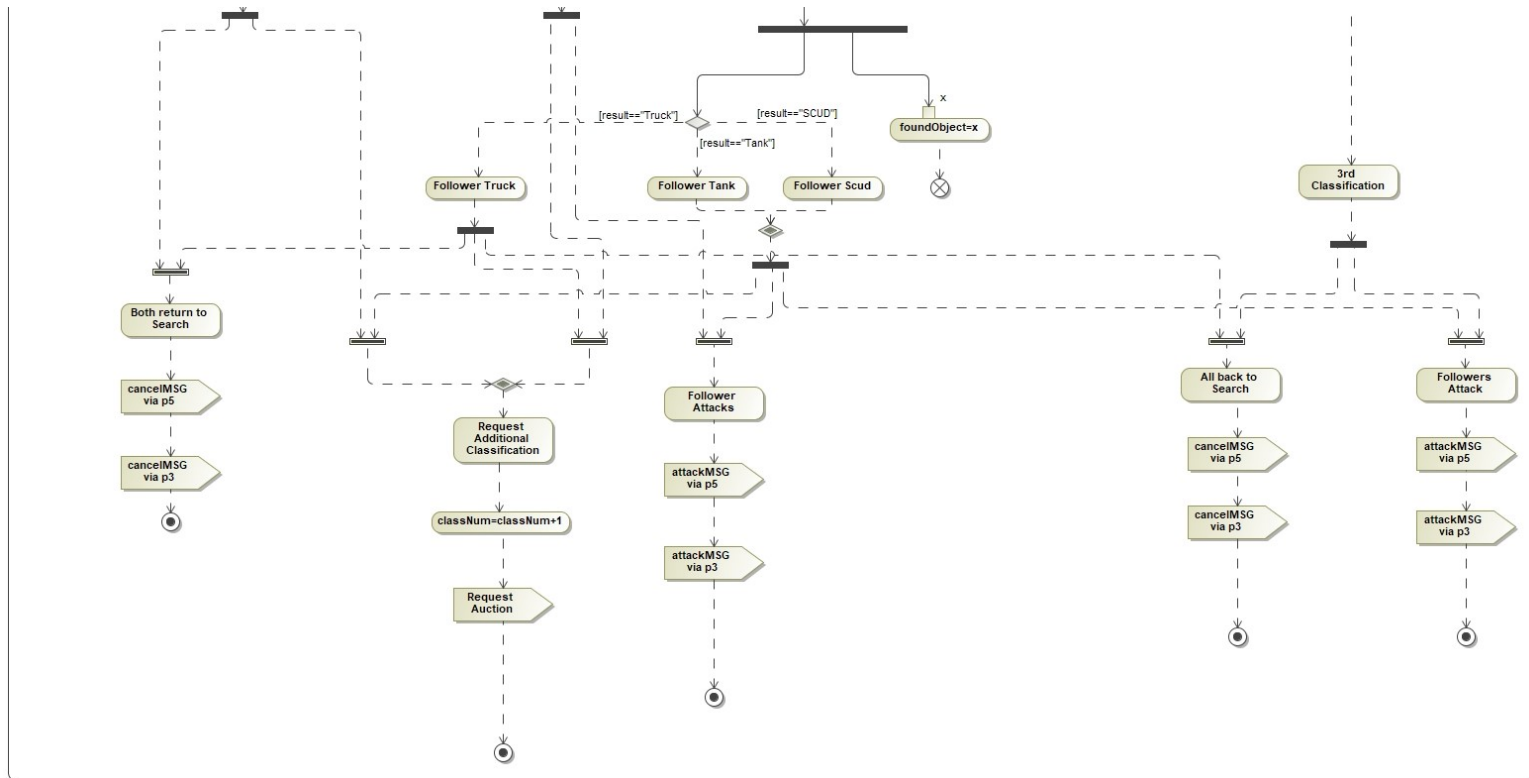 x
[result=="Truck"]
[result=="SCUD"]
foundObject=x
[result=="Tank"]
Follower Truck
Follower Tank
Follower Scud
3rd
Classification
Both return to
Search
cancelMSG
via p5
cancelMSG
via p3
Request
Additional
Classification
classNum=classNum+1
Request
Auction
Follower
Attacks
attackMSG
via p5
attackMSG
via p3
All back to
Search
cancelMSG
via p5
cancelMSG
via p3
Followers
Attack
attackMSG
via p5
attackMSG
via p3